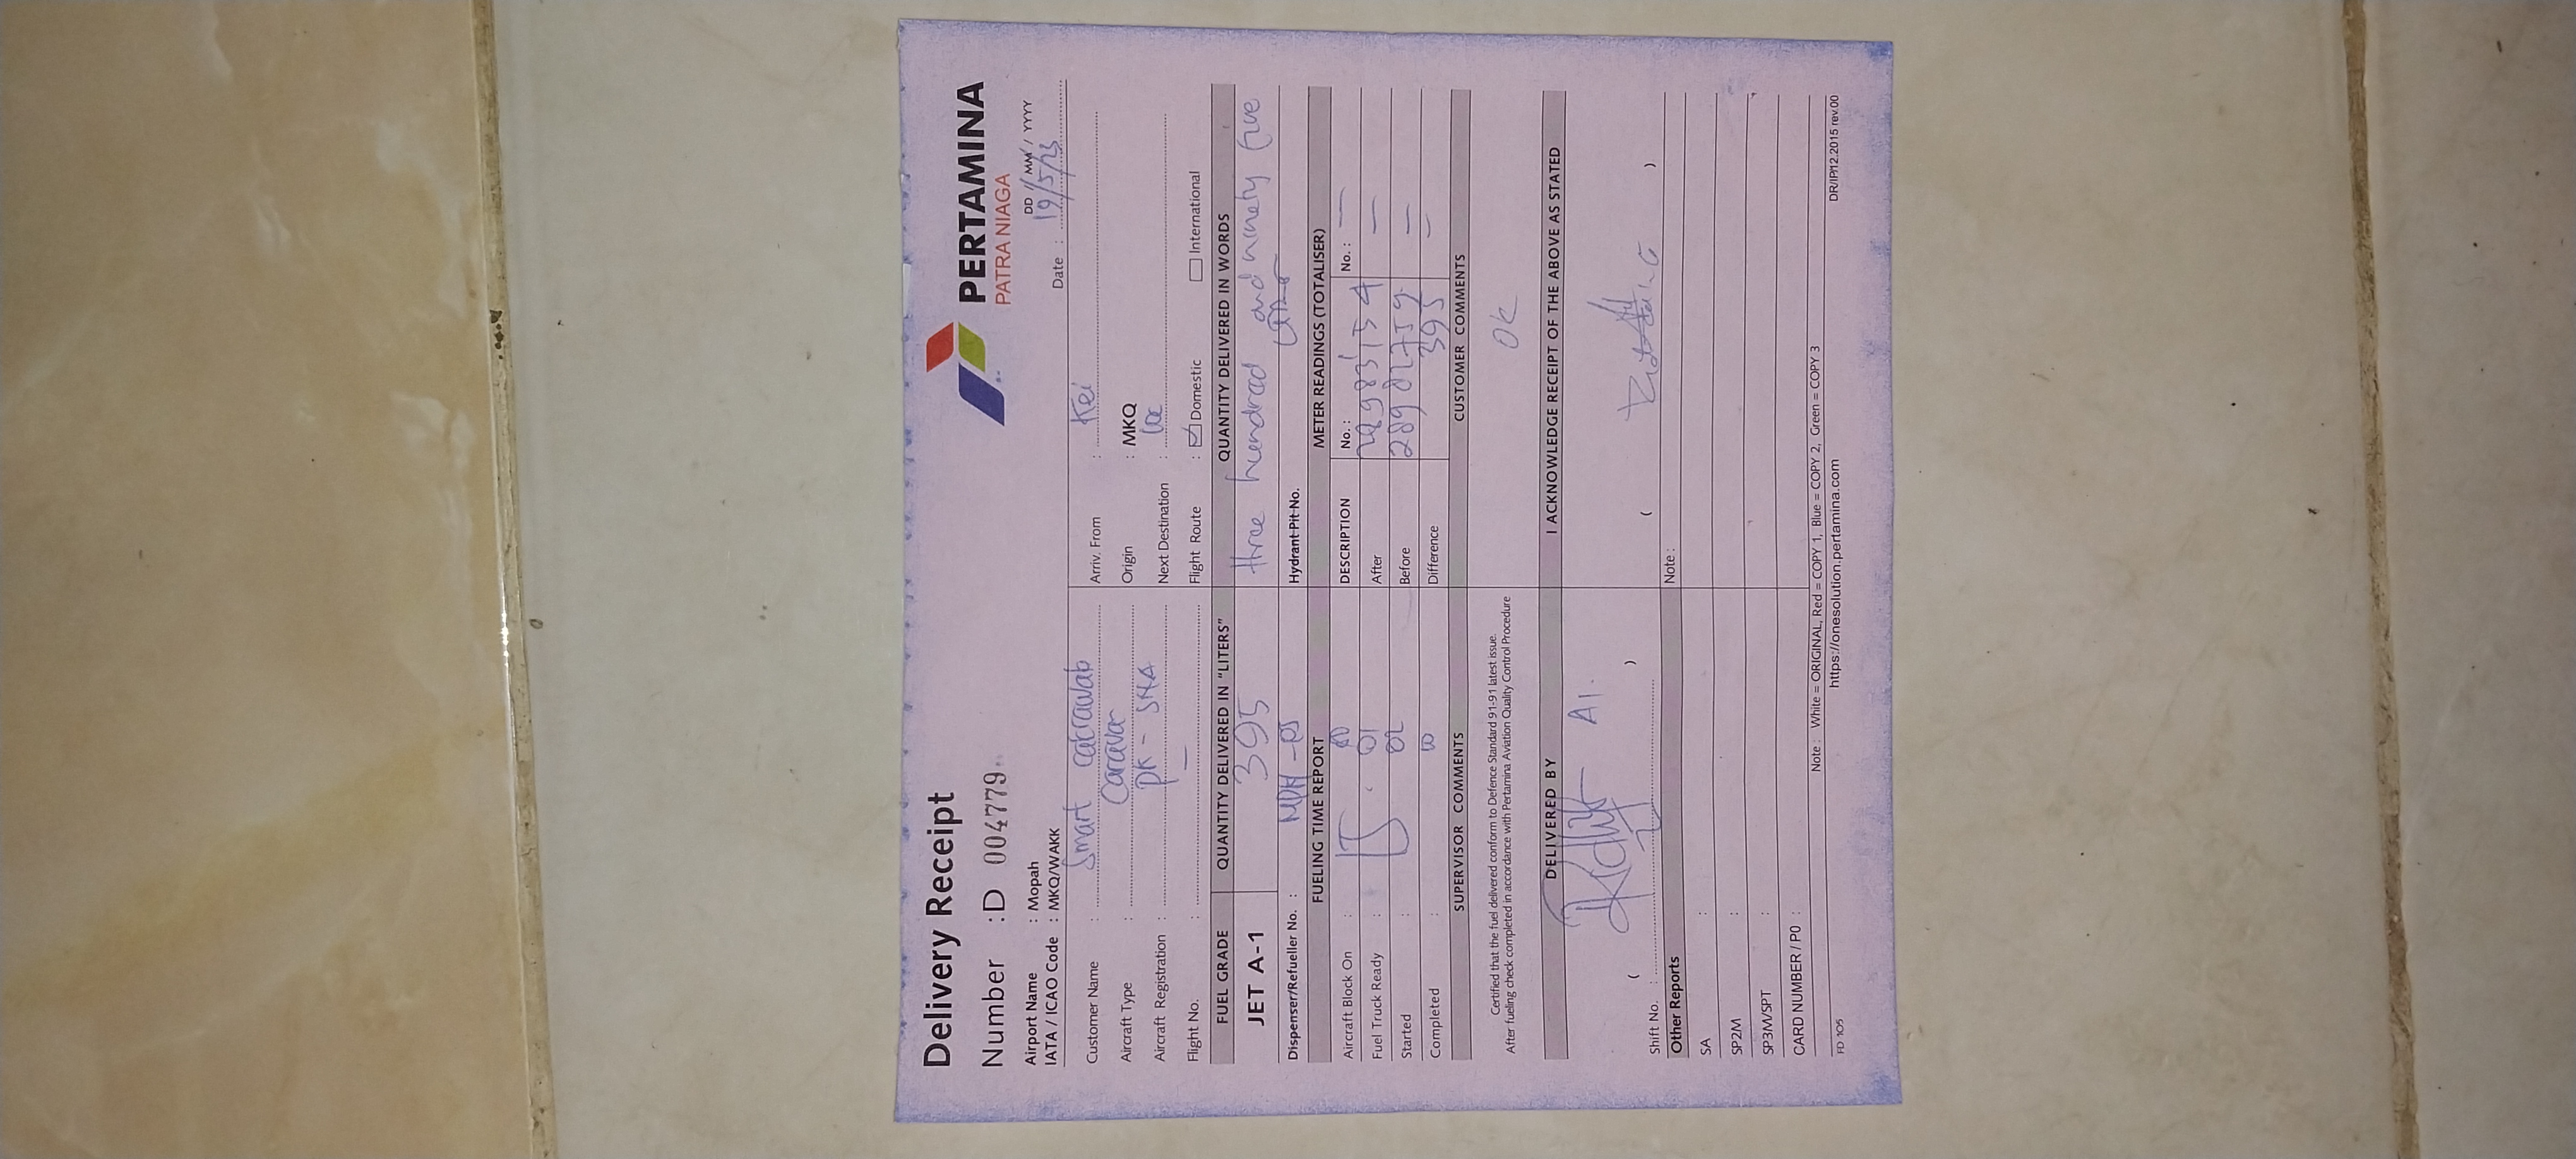 Delivery Receipt
PERTAMINA
PATRA NIAGA
Number : D 004779
DD / MM / YYYY
Airport Name : Mopah
Date : 19/5/23
IATA / ICAO Code : MKQ/WAKK
Customer Name : Smart
Arriv. From : Kei
Aircraft Type : Caravan
Origin : MKQ
Aircraft Registration : PK - SNA
Next Destination :
Flight No. : —
Flight Route : ☑ Domestic ☐ International
FUEL GRADE QUANTITY DELIVERED IN "LITERS" QUANTITY DELIVERED IN WORDS
JET A-1 395 three hundred and ninety five
Dispenser/Refueller No. :
Hydrant Pit No.
Litre
FUELING TIME REPORT METER READINGS (TOTALISER)
Aircraft Block On :
DESCRIPTION No. : No. : —
Fuel Truck Ready : 01
After —
Started : 02
Before —
Completed :
Difference 395 —
SUPERVISOR COMMENTS CUSTOMER COMMENTS
Certified that the fuel delivered conform to Defence Standard 91-91 latest issue.
After fueling check completed in accordance with Pertamina Aviation Quality Control Procedure
OK
DELIVERED BY I ACKNOWLEDGE RECEIPT OF THE ABOVE AS STATED
( ) ( )
Shift No. :
Other Reports Note :
SA :
SP2M :
SP3M/SPT :
CARD NUMBER / PO :
Note : White = ORIGINAL, Red = COPY 1, Blue = COPY 2, Green = COPY 3
FD 105 https://onesolution.pertamina.com DR/IP/12.2015 rev.00